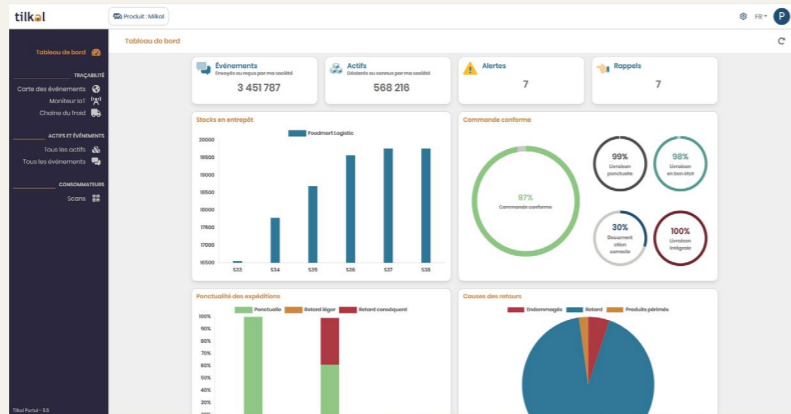 tilkal
Produit : Milkal
FR
P
Tableau de bord
Tableau de bord
TRAÇABILITÉ
Carte des événements
Moniteur IoT
Chaîne du froid
ACTIFS ET ÉVÉNEMENTS
Tous les actifs
Tous les événements
CONSOMMATEURS
Scans
Tilkal Portal - 5.5
Événements
Envoyés ou reçus par ma société
3 451 787
Actifs
Détenus ou connus par ma société
568 216
Alertes
7
Rappels
7
Stocks en entrepôt
Foodmart Logistic
20000
19500
19000
18500
18000
17500
17000
16500
S33
S34
S35
S36
S37
S38
Commande conforme
97%
Commande conforme
99%
Livraison
ponctuelle
98%
Livraison
en bon état
30%
Document
ation
correcte
100%
Livraison
intégrale
Ponctualité des expéditions
Ponctuelle
Retard léger
Retard conséquent
100%
90%
80%
70%
60%
50%
40%
30%
Causes des retours
Endommagés
Retard
Produits périmés